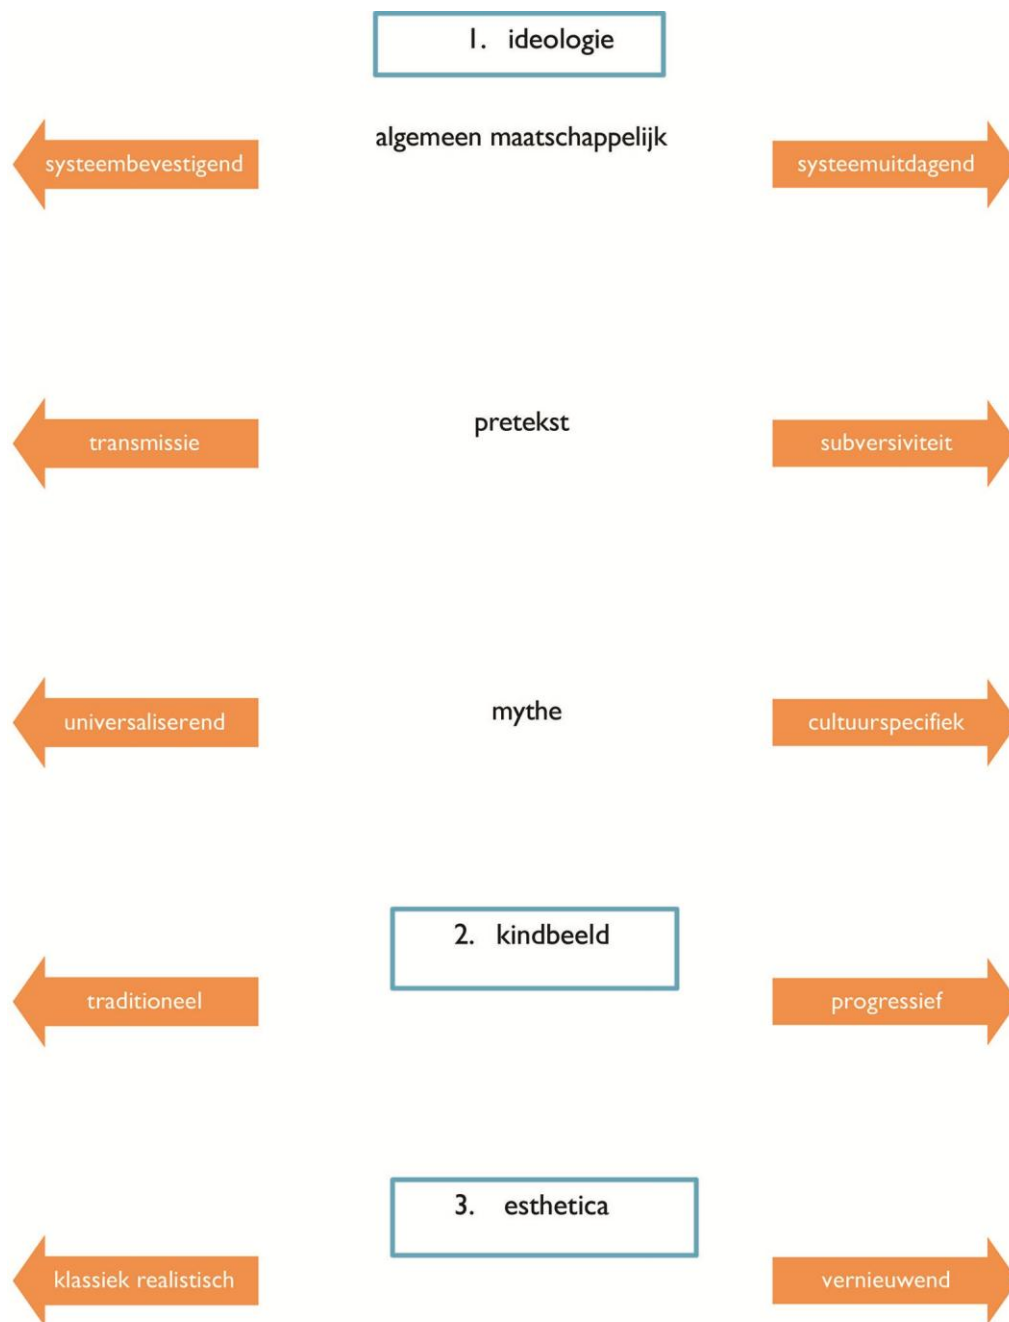 1. ideologie
algemeen maatschappelijk
systeembevestigend
systeemuitdagend
pretekst
transmissie
subversiviteit
mythe
universaliserend
cultuurspecifiek
2. kindbeeld
traditioneel
progressief
3. esthetica
klassiek realistisch
vernieuwend